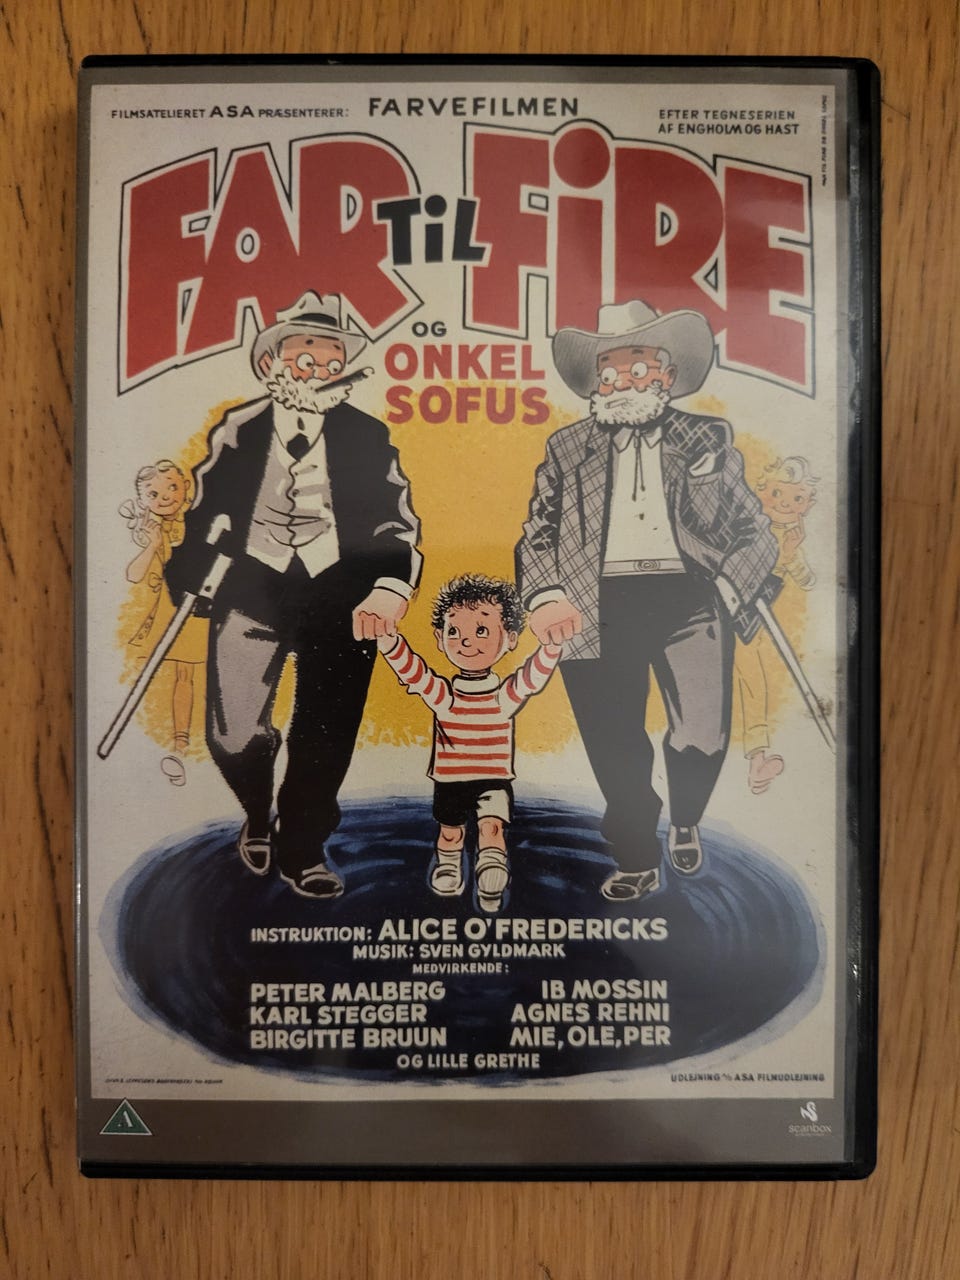 FILMSATELIERET ASA PRÆSENTERER:
FARVEFILMEN
EFTER TEGNESERIEN
AF ENGHOLM OG HAST
FAR TiL FiRE
OG
ONKEL
SOFUS
INSTRUKTION: ALICE O'FREDERICKS
MUSIK: SVEN GYLDMARK
MEDVIRKENDE:
PETER MALBERG
KARL STEGGER
BIRGITTE BRUUN
IB MOSSIN
AGNES REHNI
MIE, OLE, PER
OG LILLE GRETHE
UDLEJNING A/S ASA FILMUDLEJNING
A
scanbox